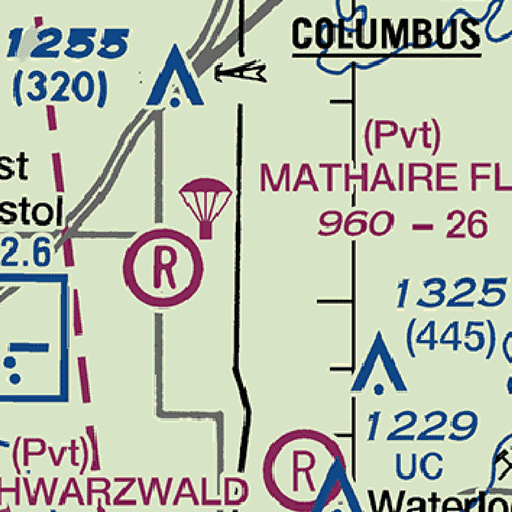 COLUMBUS
1255
(320)
(Pvt)
MATHAIRE FL
960 - 26
st
stol
2.6
R
1325
(445)
1229
UC
(Pvt)
HWARZWALD
R
Waterlo